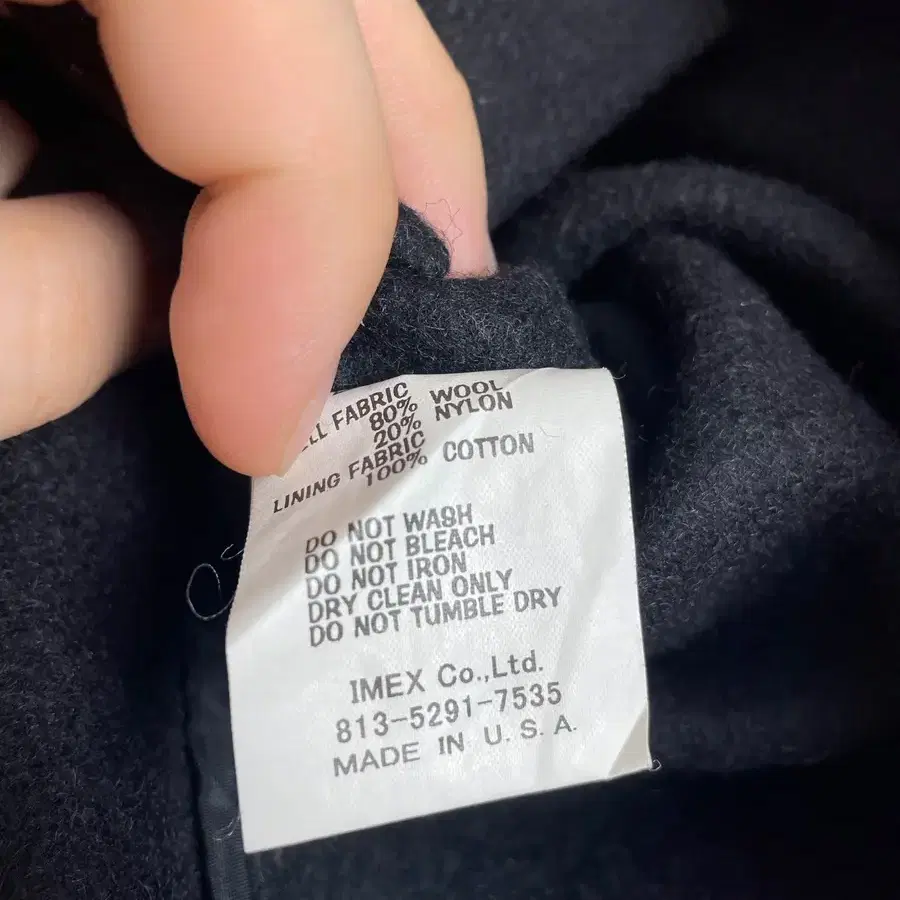 LL FABRIC
80% WOOL
20% NYLON
LINING FABRIC
100% COTTON
DO NOT WASH
DO NOT BLEACH
DO NOT IRON
DRY CLEAN ONLY
DO NOT TUMBLE DRY
IMEX Co.,Ltd.
813-5291-7535
MADE IN U.S.A.